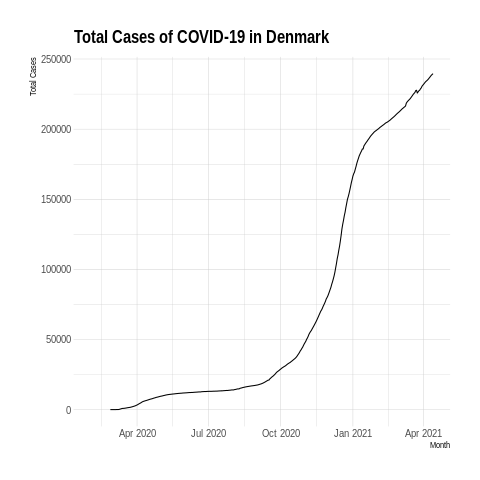 Total Cases of COVID-19 in Denmark
Total Cases
250000
200000
150000
100000
50000
0
Apr 2020 Jul 2020 Oct 2020 Jan 2021 Apr 2021
Month